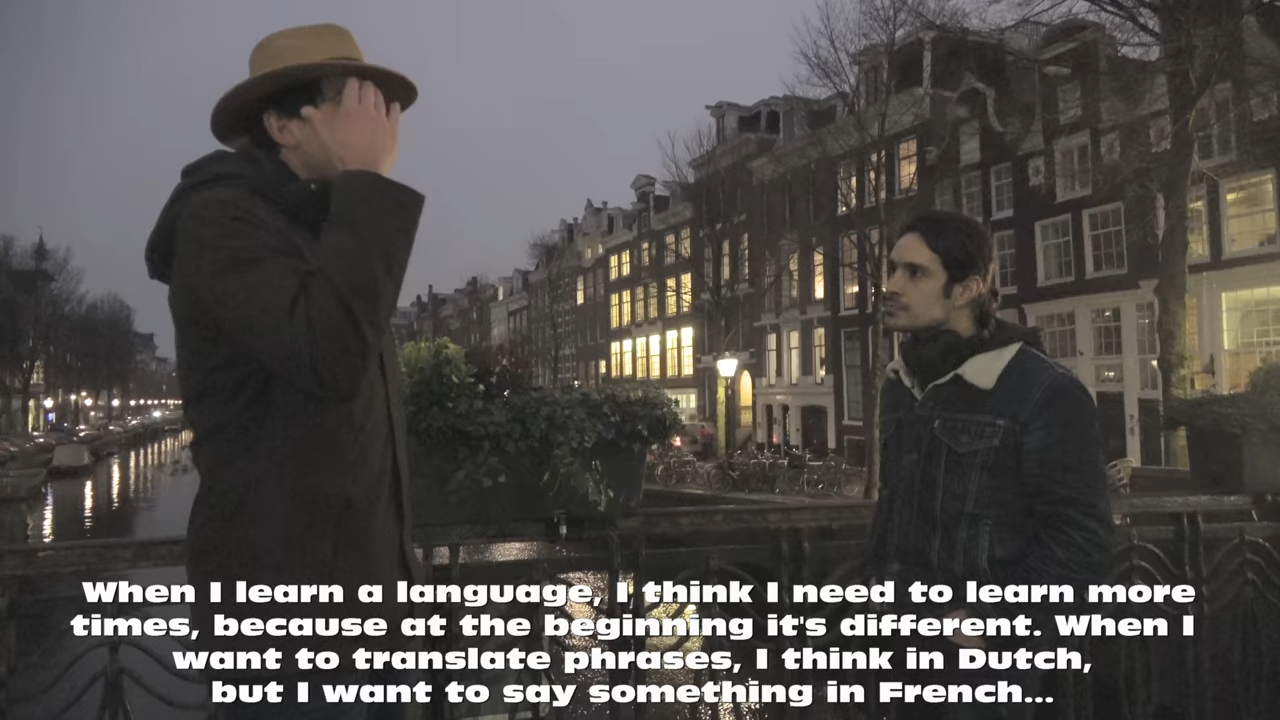 When I learn a language, I think I need to learn more
times, because at the beginning it's different. When I
want to translate phrases, I think in Dutch,
but I want to say something in French...